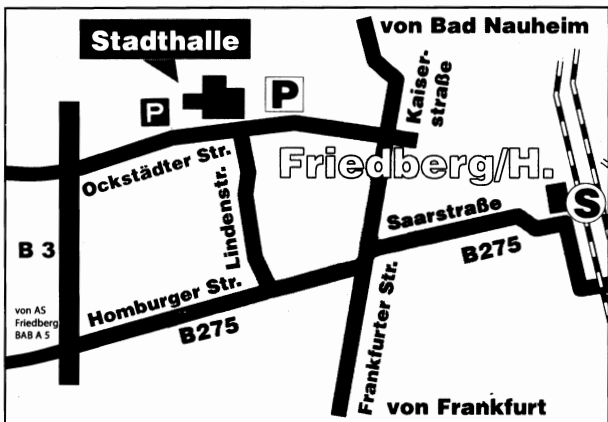 von Bad Nauheim
Stadthalle
P
P
Kaiser-
straße
Ockstädter Str.
Lindenstr.
Friedberg/H.
S
Saarstraße
B 3
B275
von AS
Friedberg
BAB A 5
Homburger Str.
B275
Frankfurter Str.
von Frankfurt